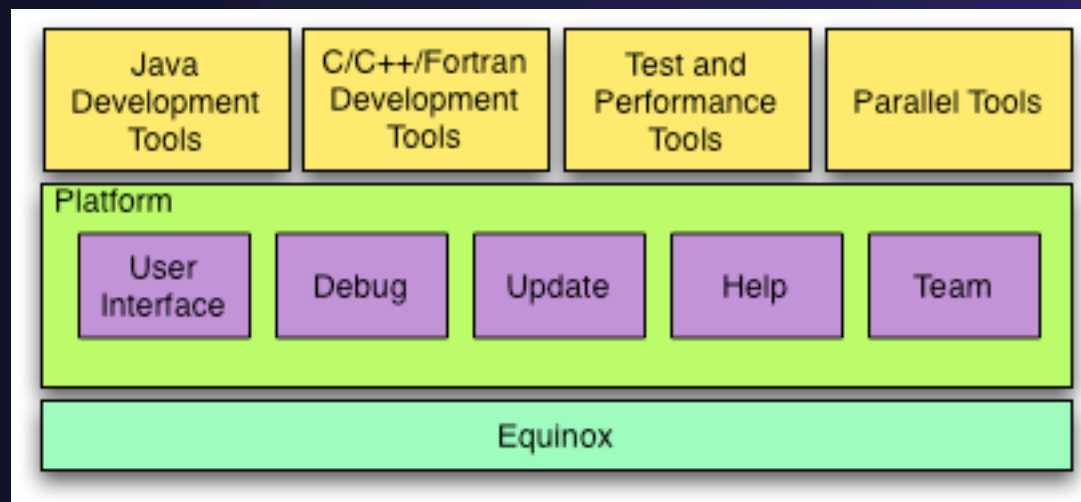 Java
Development
Tools
C/C++/Fortran
Development
Tools
Test and
Performance
Tools
Parallel Tools
Platform
User
Interface
Debug
Update
Help
Team
Equinox